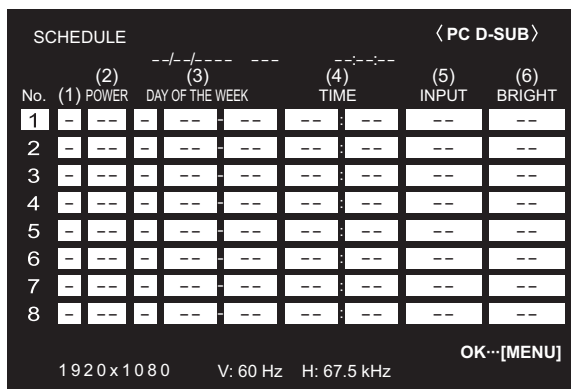 SCHEDULE 〈PC D-SUB〉
--/--/---- --- --:--:--
(2) (3) (4) (5) (6)
No. (1) POWER DAY OF THE WEEK TIME INPUT BRIGHT
1 - -- - -- - -- -- : -- -- --
2 - -- - -- - -- -- : -- -- --
3 - -- - -- - -- -- : -- -- --
4 - -- - -- - -- -- : -- -- --
5 - -- - -- - -- -- : -- -- --
6 - -- - -- - -- -- : -- -- --
7 - -- - -- - -- -- : -- -- --
8 - -- - -- - -- -- : -- -- --
OK···[MENU]
1920x1080 V: 60 Hz H: 67.5 kHz